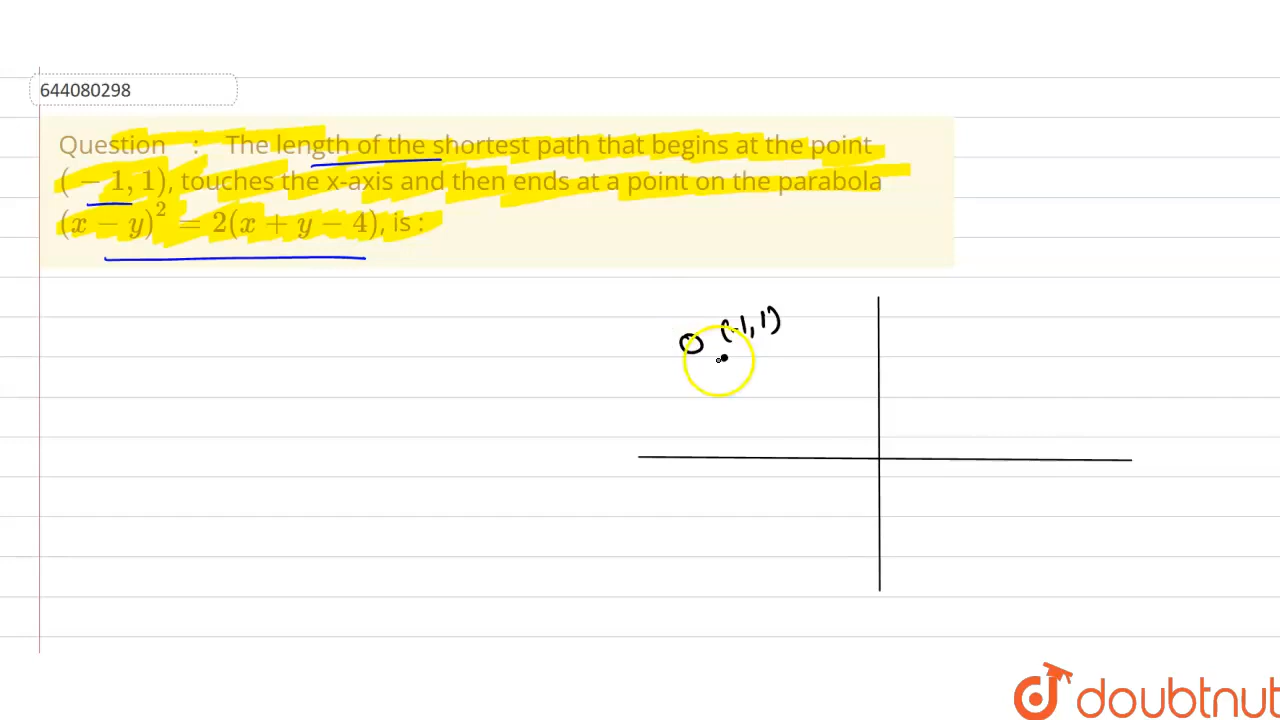 644080298
Question : The length of the shortest path that begins at the point
(−1, 1), touches the x-axis and then ends at a point on the parabola
(x − y)² = 2(x + y − 4), is :
(-1, 1)
doubtnut